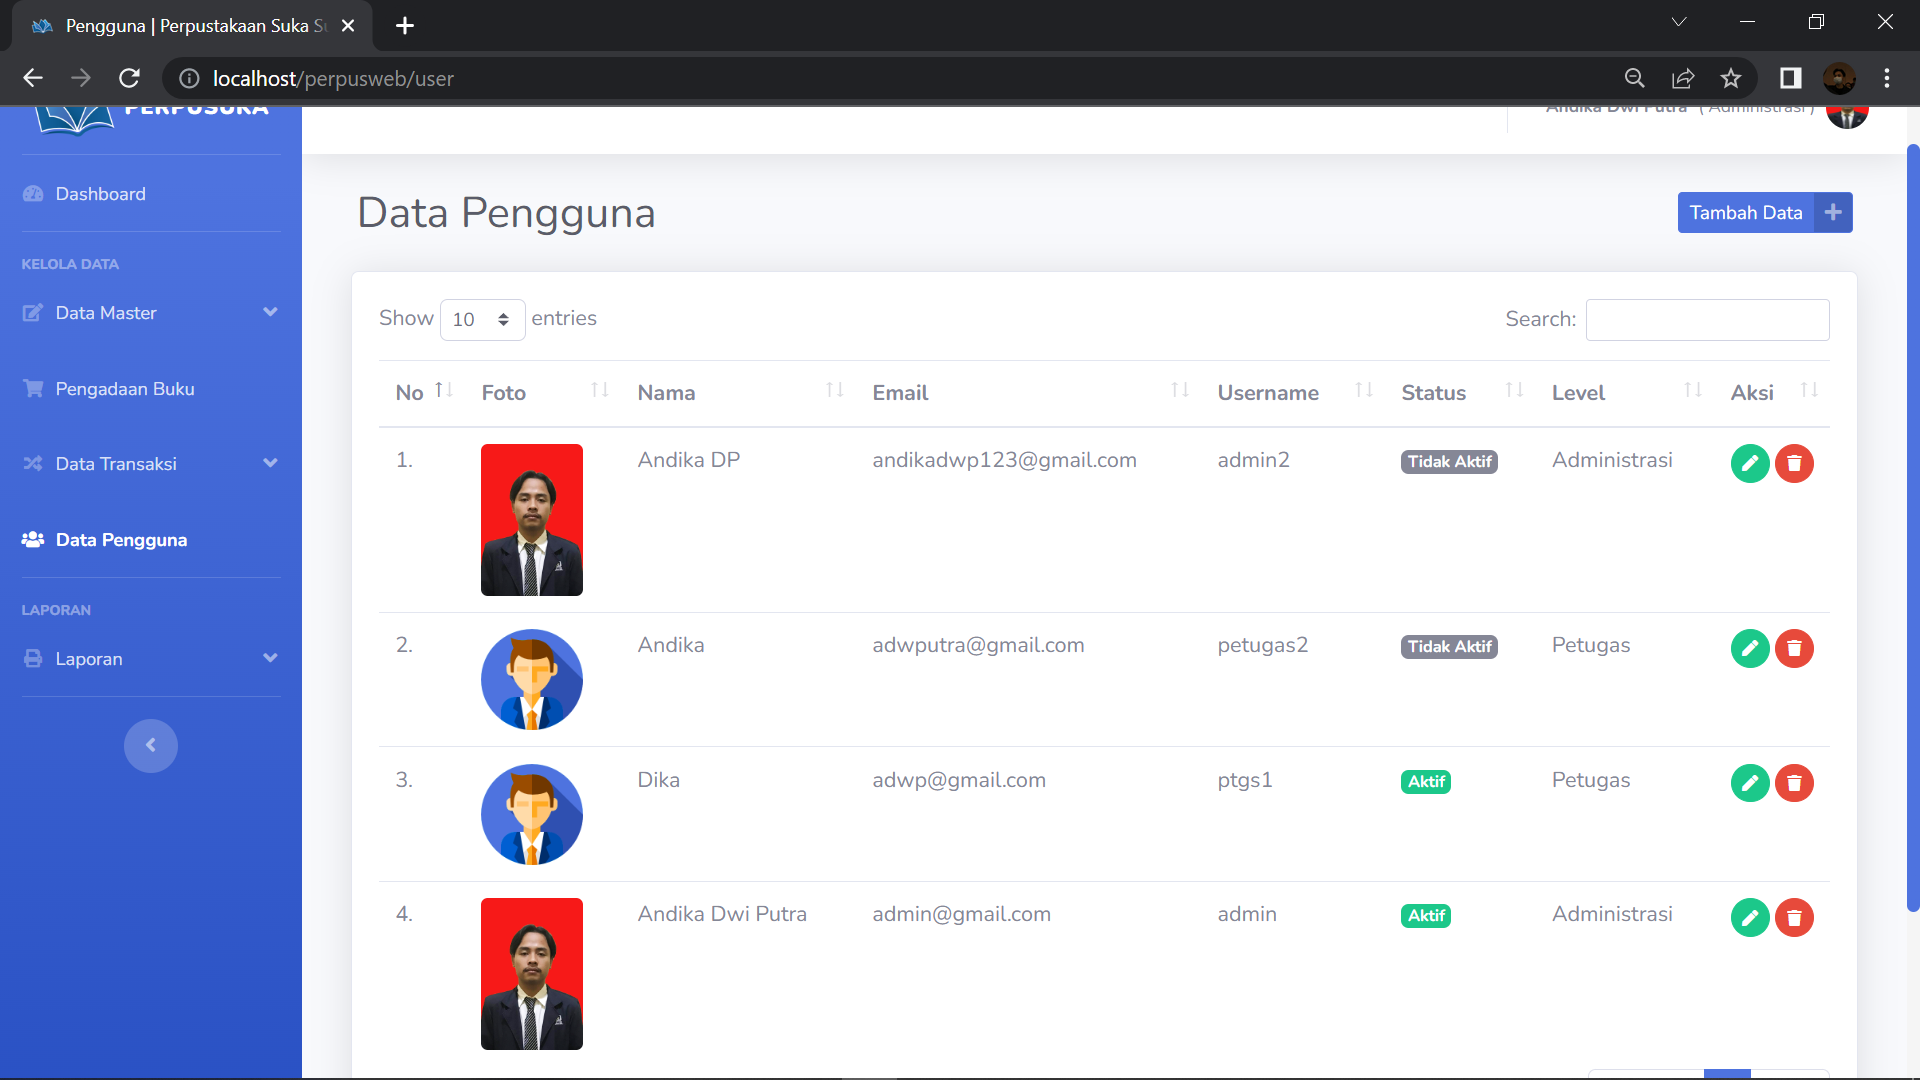 Pengguna | Perpustakaan Suka Su
localhost/perpusweb/user
PERPUSUKA
Andika Dwi Putra ( Administrasi )
Dashboard
KELOLA DATA
Data Master
Pengadaan Buku
Data Transaksi
Data Pengguna
LAPORAN
Laporan
Data Pengguna
Tambah Data
Show 10 entries
Search:
No Foto Nama Email Username Status Level Aksi
1. Andika DP andikadwp123@gmail.com admin2 Tidak Aktif Administrasi
2. Andika adwputra@gmail.com petugas2 Tidak Aktif Petugas
3. Dika adwp@gmail.com ptgs1 Aktif Petugas
4. Andika Dwi Putra admin@gmail.com admin Aktif Administrasi